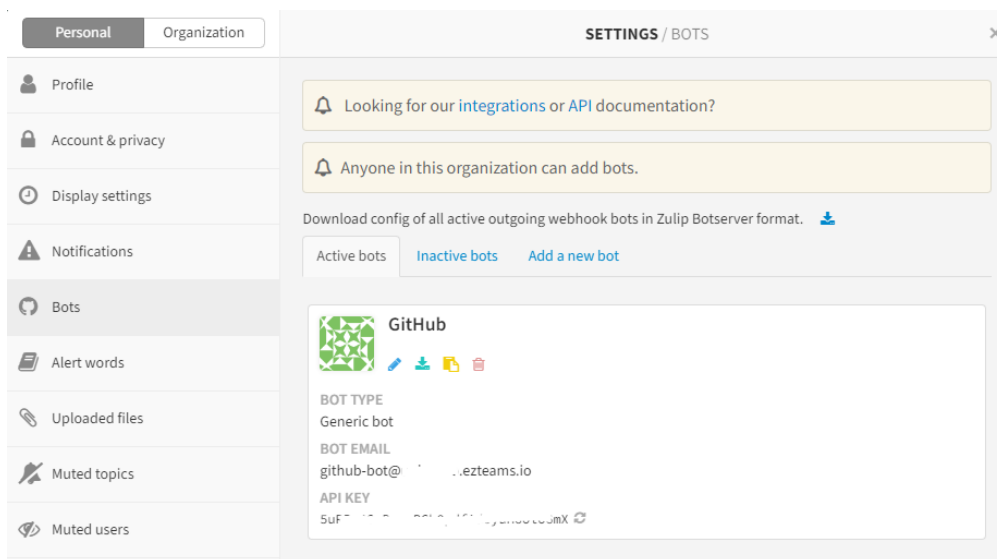 Personal Organization
SETTINGS / BOTS
Profile
Account & privacy
Display settings
Notifications
Bots
Alert words
Uploaded files
Muted topics
Muted users
Looking for our integrations or API documentation?
Anyone in this organization can add bots.
Download config of all active outgoing webhook bots in Zulip Botserver format.
Active bots Inactive bots Add a new bot
GitHub
BOT TYPE
Generic bot
BOT EMAIL
github-bot@ .ezteams.io
API KEY